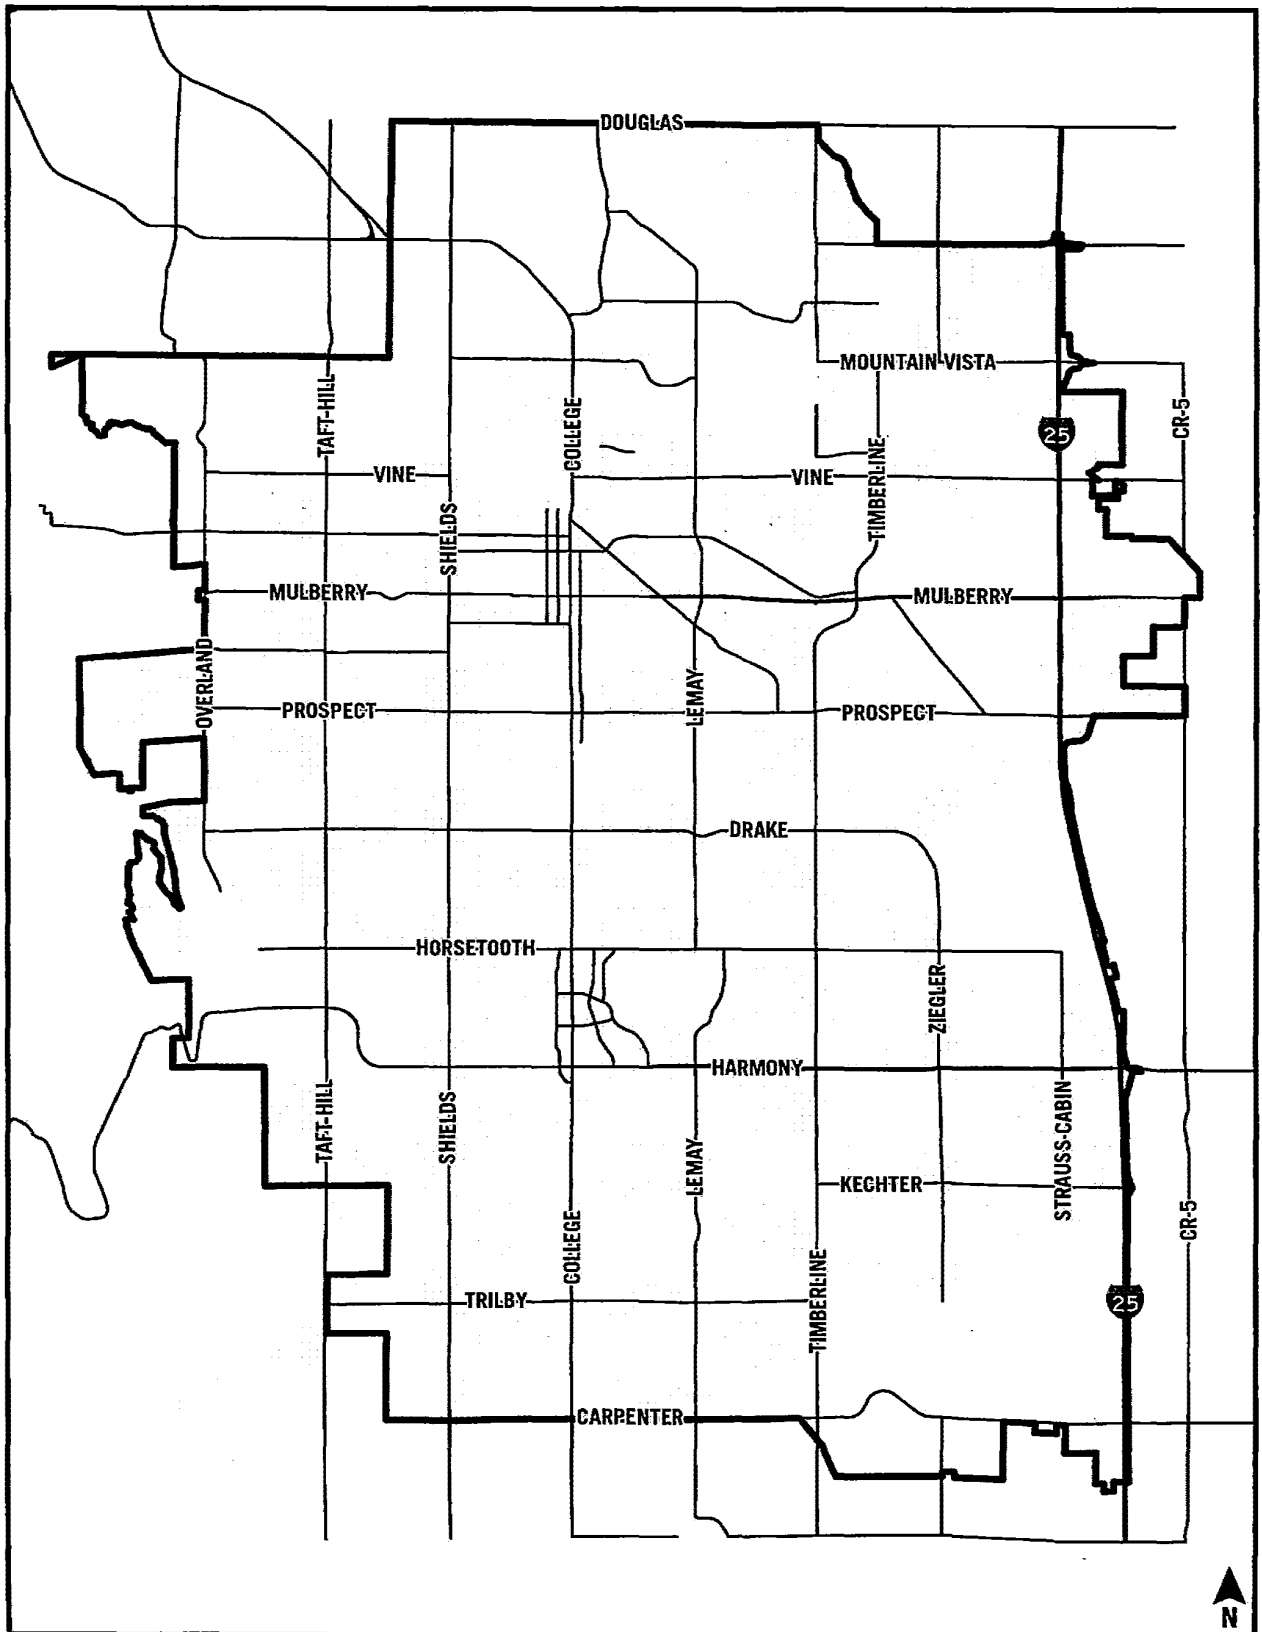 DOUGLAS
MOUNTAIN VISTA
TAFT-HILL
COLLEGE
CR-5
25
VINE
VINE
TIMBERLINE
SHIELDS
MULBERRY
MULBERRY
OVERLAND
LEMAY
PROSPECT
PROSPECT
DRAKE
HORSETOOTH
ZIEGLER
HARMONY
TAFT-HILL
SHIELDS
STRAUSS-CABIN
LEMAY
KECHTER
CR-5
COLLEGE
TIMBERLINE
TRILBY
25
CARPENTER
N